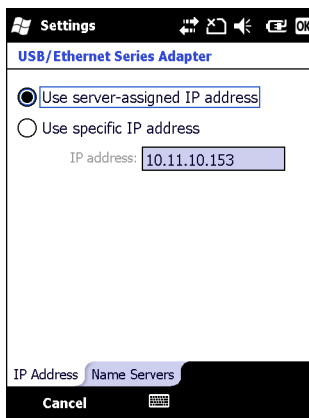 Settings
OK
USB/Ethernet Series Adapter
Use server-assigned IP address
Use specific IP address
IP address: 10.11.10.153
IP Address Name Servers
Cancel